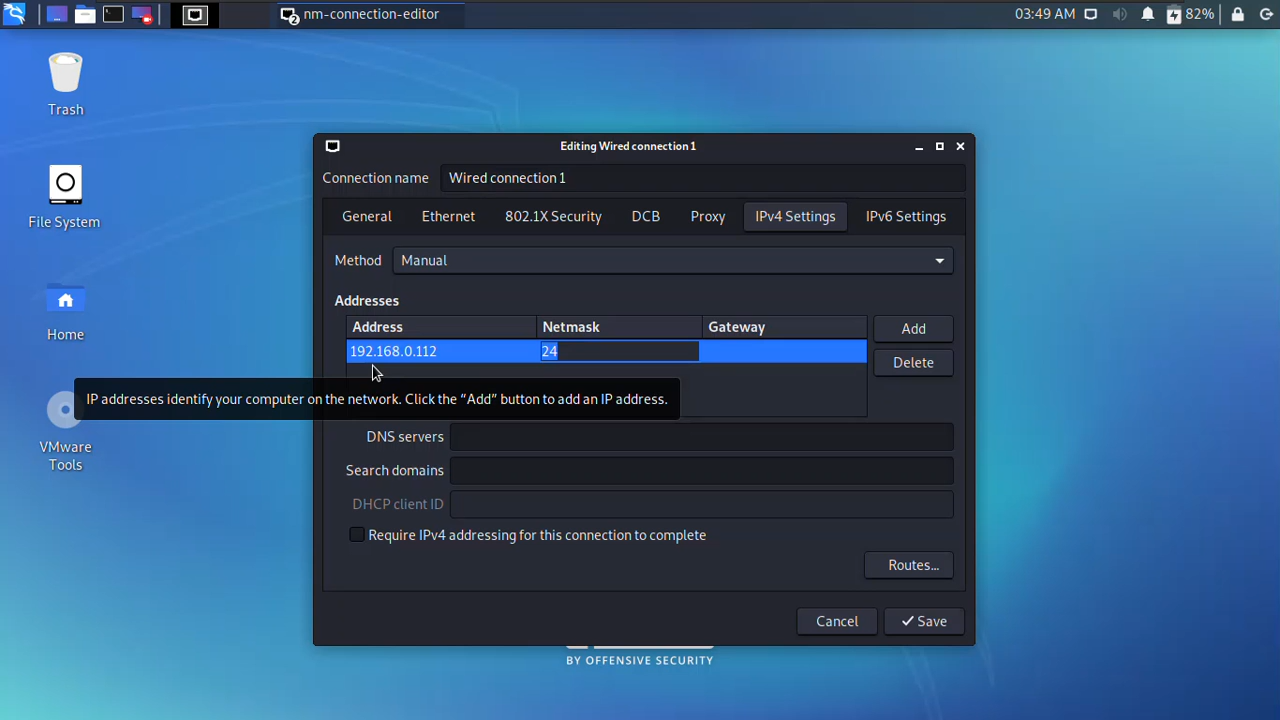 nm-connection-editor
03:49 AM
82%
Trash
File System
Home
VMware
Tools
Editing Wired connection 1
Connection name
Wired connection 1
General
Ethernet
802.1X Security
DCB
Proxy
IPv4 Settings
IPv6 Settings
Method
Manual
Addresses
Address
Netmask
Gateway
Add
192.168.0.112
24
Delete
IP addresses identify your computer on the network. Click the “Add” button to add an IP address.
DNS servers
Search domains
DHCP client ID
Require IPv4 addressing for this connection to complete
Routes...
Cancel
Save
BY OFFENSIVE SECURITY